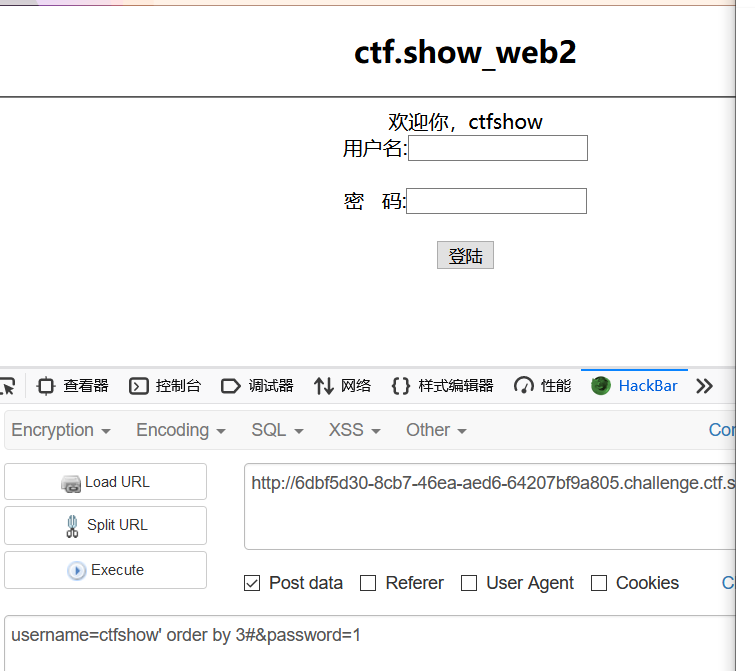 ctf.show_web2
欢迎你，ctfshow
用户名:
密 码:
登陆
查看器 控制台 调试器 网络 样式编辑器 性能 HackBar
Encryption Encoding SQL XSS Other
Load URL
http://6dbf5d30-8cb7-46ea-aed6-64207bf9a805.challenge.ctf.s
Split URL
Execute
Post data Referer User Agent Cookies
username=ctfshow' order by 3#&password=1